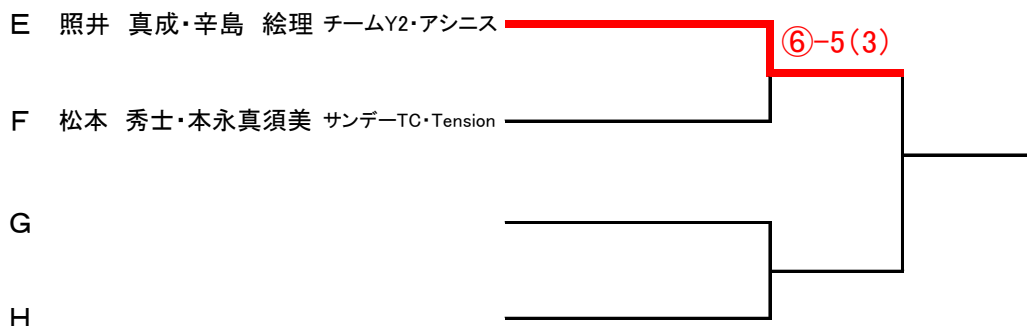 E 照井　真成・辛島　絵理 チームY2・アシニス
⑥-5(3)
F 松本　秀士・本永真須美 サンデーTC・Tension
G
H